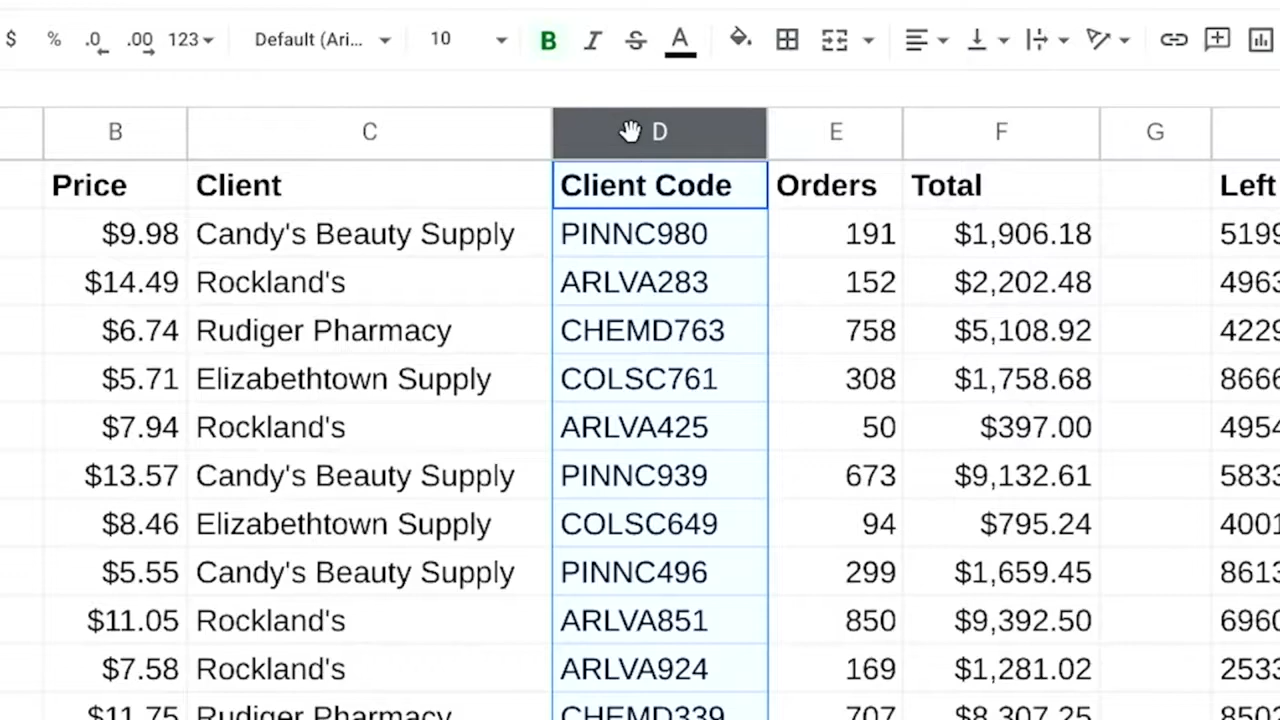 $ % .0 .00 123 Default (Ari... 10 B I S A
B C D E F G
Price Client Client Code Orders Total Left
$9.98 Candy's Beauty Supply PINNC980 191 $1,906.18 5199
$14.49 Rockland's ARLVA283 152 $2,202.48 4963
$6.74 Rudiger Pharmacy CHEMD763 758 $5,108.92 4229
$5.71 Elizabethtown Supply COLSC761 308 $1,758.68 8666
$7.94 Rockland's ARLVA425 50 $397.00 4954
$13.57 Candy's Beauty Supply PINNC939 673 $9,132.61 5833
$8.46 Elizabethtown Supply COLSC649 94 $795.24 4001
$5.55 Candy's Beauty Supply PINNC496 299 $1,659.45 8613
$11.05 Rockland's ARLVA851 850 $9,392.50 6960
$7.58 Rockland's ARLVA924 169 $1,281.02 2533
$11.75 Rudiger Pharmacy CHEMD339 707 $8,307.25 8502